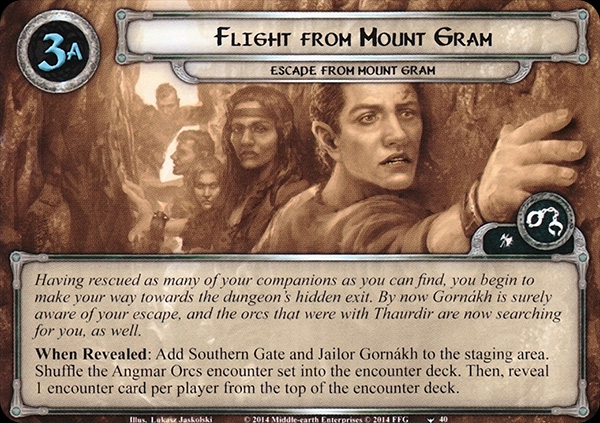 3A
FLIGHT FROM MOUNT GRAM
ESCAPE FROM MOUNT GRAM
Having rescued as many of your companions as you can find, you begin to
make your way towards the dungeon's hidden exit. By now Gornákh is surely
aware of your escape, and the orcs that were with Thaurdir are now searching
for you, as well.
When Revealed: Add Southern Gate and Jailor Gornákh to the staging area.
Shuffle the Angmar Orcs encounter set into the encounter deck. Then, reveal
1 encounter card per player from the top of the encounter deck.
Illus. Lukasz Jaskolski © 2014 Middle-earth Enterprises © 2014 FFG 40